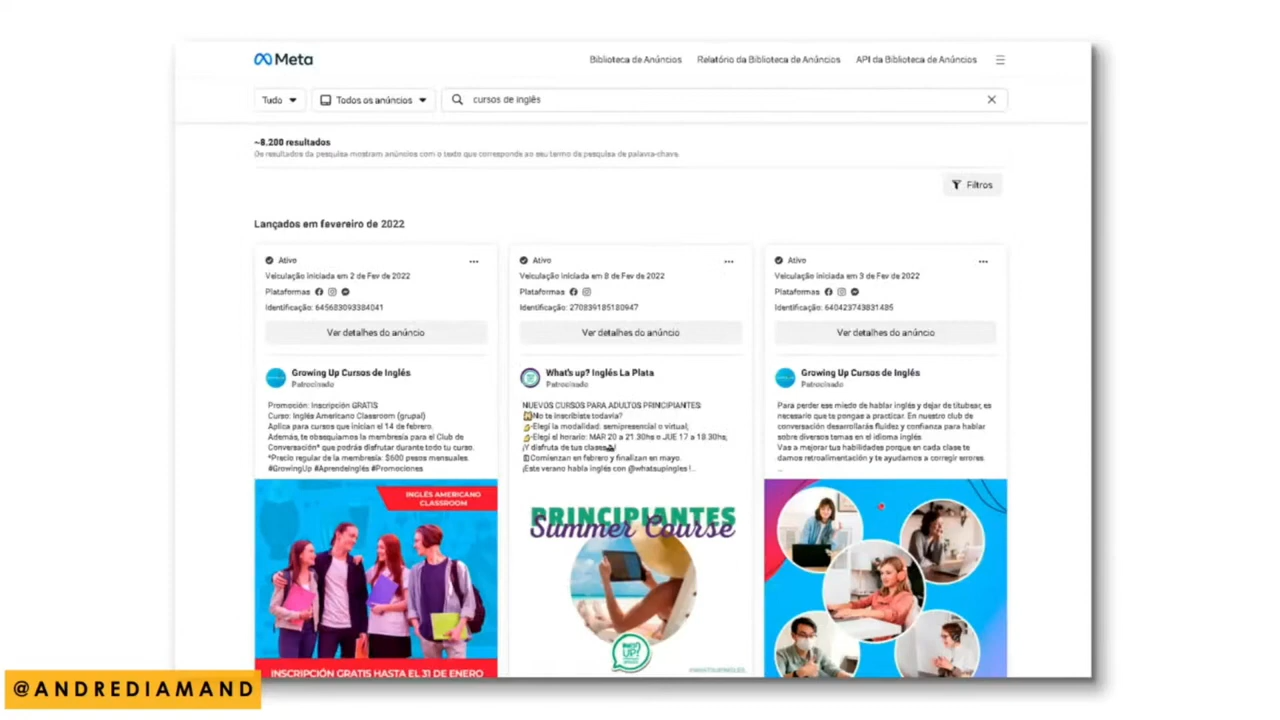 Meta
Biblioteca de Anúncios Relatório da Biblioteca de Anúncios API da Biblioteca de Anúncios
Tudo Todos os anúncios cursos de inglês
~8.200 resultados
Os resultados da pesquisa mostram anúncios com o texto que corresponde ao seu termo de pesquisa de palavra-chave.
Filtros
Lançados em fevereiro de 2022
Ativo
Veiculação iniciada em 2 de Fev de 2022
Plataformas
Identificação: 645683093384041
Ver detalhes do anúncio
Growing Up Cursos de Inglés
Patrocinado
Promoción: Inscripción GRATIS
Curso: Inglés Americano Classroom (grupal)
Aplica para cursos que inician el 14 de febrero.
Además, te obsequiamos la membresía para el Club de
Conversación* que podrás disfrutar durante todo tu curso.
*Precio regular de la membresía: $600 pesos mensuales.
#GrowingUp #AprendeInglés #Promociones
INGLÉS AMERICANO
CLASSROOM
INSCRIPCIÓN GRATIS HASTA EL 31 DE ENERO
Ativo
Veiculação iniciada em 8 de Fev de 2022
Plataformas
Identificação: 270839185180947
Ver detalhes do anúncio
What's up? Inglés La Plata
Patrocinado
NUEVOS CURSOS PARA ADULTOS PRINCIPIANTES
No te inscribiste todavía?
Elegí la modalidad: semipresencial o virtual;
Elegí el horario: MAR 20 a 21.30hs o JUE 17 a 18.30hs;
¡Y disfruta de tus clases!
Comienzan en febrero y finalizan en mayo.
¡Este verano habla inglés con @whatsupingles !...
PRINCIPIANTES
Summer Course
UP!
#WHATSUPINGLES
Ativo
Veiculação iniciada em 3 de Fev de 2022
Plataformas
Identificação: 640423743831485
Ver detalhes do anúncio
Growing Up Cursos de Inglés
Patrocinado
Para perder ese miedo de hablar inglés y dejar de titubear, es
necesario que te pongas a practicar. En nuestro club de
conversación desarrollarás fluidez y confianza para hablar
sobre diversos temas en el idioma inglés
Vas a mejorar tus habilidades porque en cada clase te
damos retroalimentación y te ayudamos a corregir errores.
...
@ANDREDIAMAND